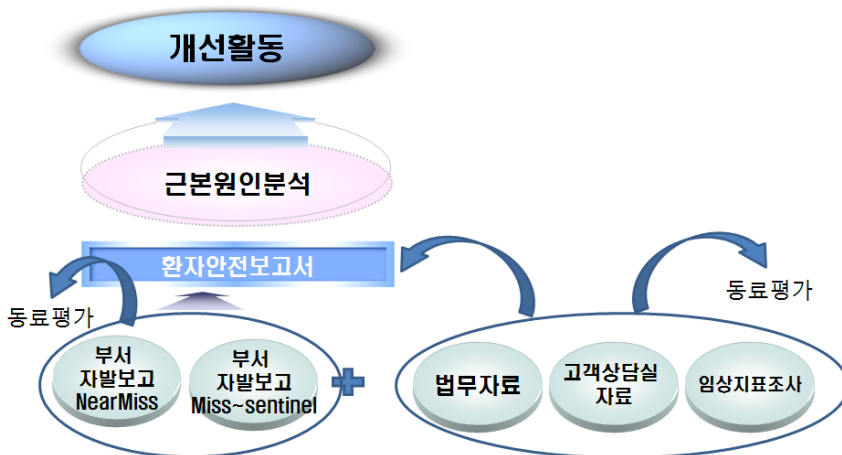 개선활동
근본원인분석
환자안전보고서
동료평가
동료평가
부서
자발보고
NearMiss
부서
자발보고
Miss~sentinel
법무자료
고객상담실
자료
임상지표조사